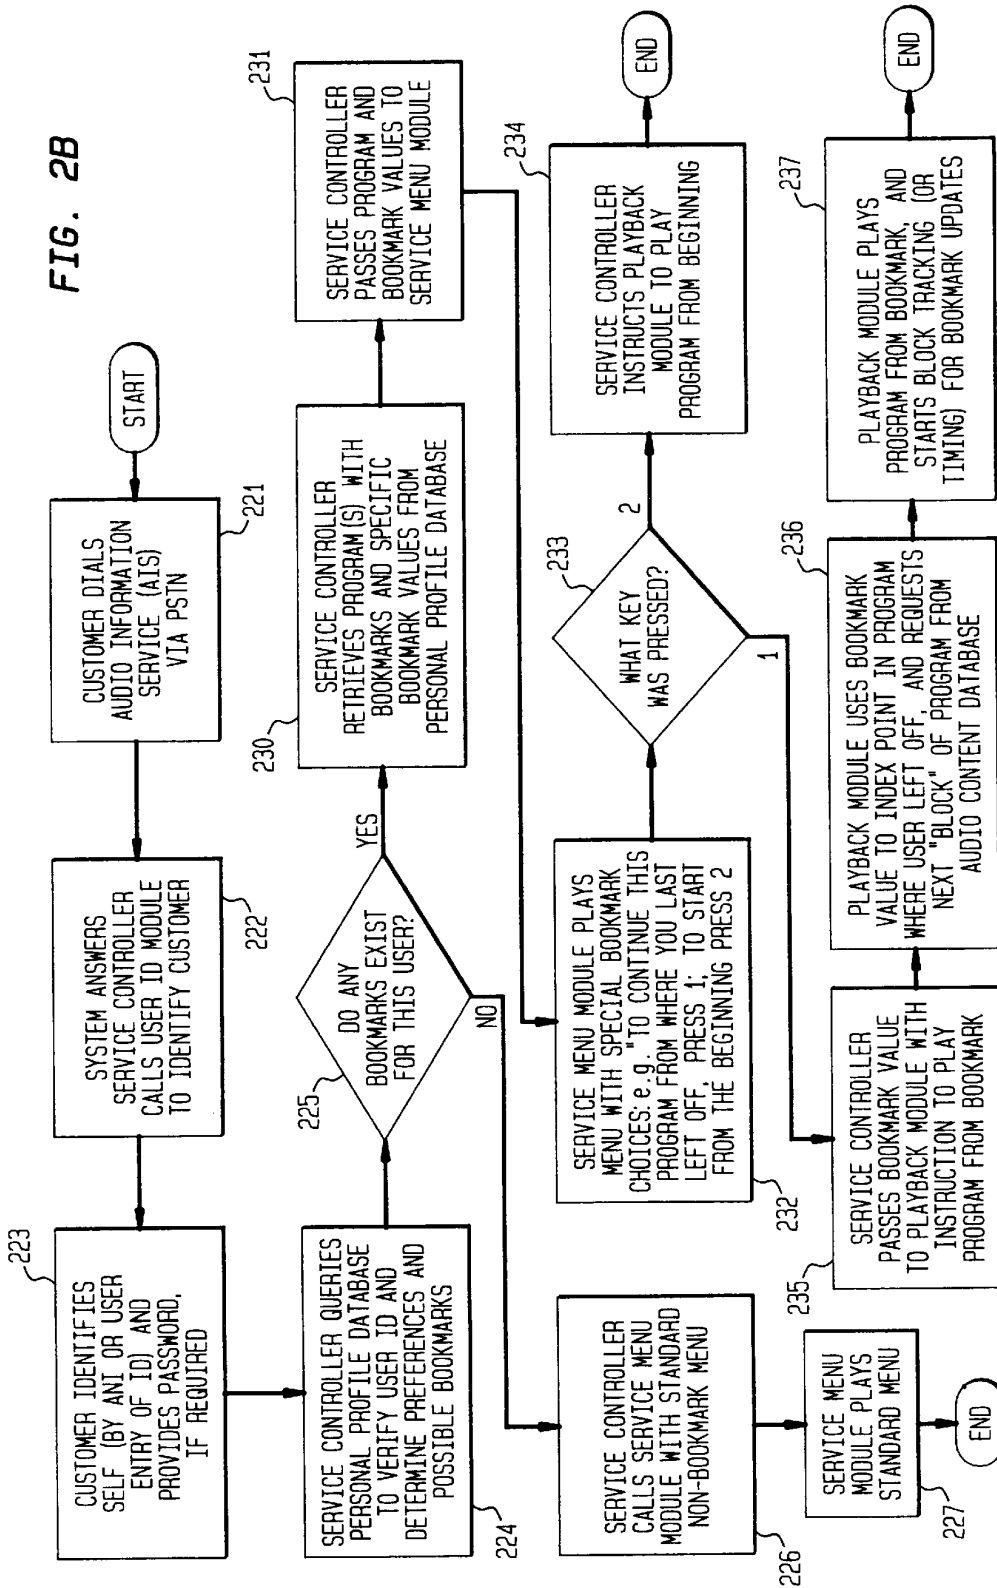 FIG. 2B
START
CUSTOMER DIALS
AUDIO INFORMATION
SERVICE (AIS)
VIA PSTN
221
SYSTEM ANSWERS
SERVICE CONTROLLER
CALLS USER ID MODULE
TO IDENTIFY CUSTOMER
222
CUSTOMER IDENTIFIES
SELF (BY ANI OR USER
ENTRY OF ID) AND
PROVIDES PASSWORD,
IF REQUIRED
223
SERVICE CONTROLLER QUERIES
PERSONAL PROFILE DATABASE
TO VERIFY USER ID AND
DETERMINE PREFERENCES AND
POSSIBLE BOOKMARKS
224
DO ANY
BOOKMARKS EXIST
FOR THIS USER?
225
YES
NO
SERVICE CONTROLLER
CALLS SERVICE MENU
MODULE WITH STANDARD
NON-BOOKMARK MENU
226
SERVICE MENU
MODULE PLAYS
STANDARD MENU
227
END
SERVICE CONTROLLER
RETRIEVES PROGRAM(S) WITH
BOOKMARKS AND SPECIFIC
BOOKMARK VALUES FROM
PERSONAL PROFILE DATABASE
230
SERVICE CONTROLLER
PASSES PROGRAM AND
BOOKMARK VALUES TO
SERVICE MENU MODULE
231
SERVICE MENU MODULE PLAYS
MENU WITH SPECIAL BOOKMARK
CHOICES: e.g. "TO CONTINUE THIS
PROGRAM FROM WHERE YOU LAST
LEFT OFF, PRESS 1; TO START
FROM THE BEGINNING PRESS 2
232
WHAT KEY
WAS PRESSED?
233
2
1
SERVICE CONTROLLER
INSTRUCTS PLAYBACK
MODULE TO PLAY
PROGRAM FROM BEGINNING
234
END
SERVICE CONTROLLER
PASSES BOOKMARK VALUE
TO PLAYBACK MODULE WITH
INSTRUCTION TO PLAY
PROGRAM FROM BOOKMARK
235
PLAYBACK MODULE USES BOOKMARK
VALUE TO INDEX POINT IN PROGRAM
WHERE USER LEFT OFF, AND REQUESTS
NEXT "BLOCK" OF PROGRAM FROM
AUDIO CONTENT DATABASE
236
PLAYBACK MODULE PLAYS
PROGRAM FROM BOOKMARK, AND
STARTS BLOCK TRACKING (OR
TIMING) FOR BOOKMARK UPDATES)
237
END